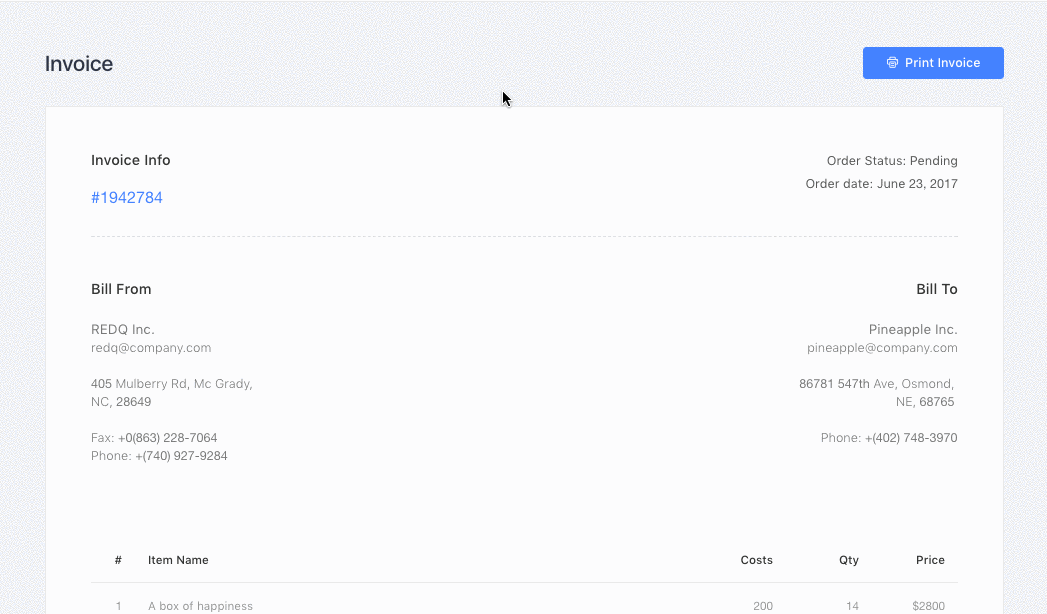 Invoice
Print Invoice
Invoice Info
Order Status: Pending
#1942784
Order date: June 23, 2017
Bill From
Bill To
REDQ Inc.
redq@company.com
405 Mulberry Rd, Mc Grady,
NC, 28649
Fax: +0(863) 228-7064
Phone: +(740) 927-9284
Pineapple Inc.
pineapple@company.com
86781 547th Ave, Osmond,
NE, 68765
Phone: +(402) 748-3970
# Item Name Costs Qty Price
1 A box of happiness 200 14 $2800